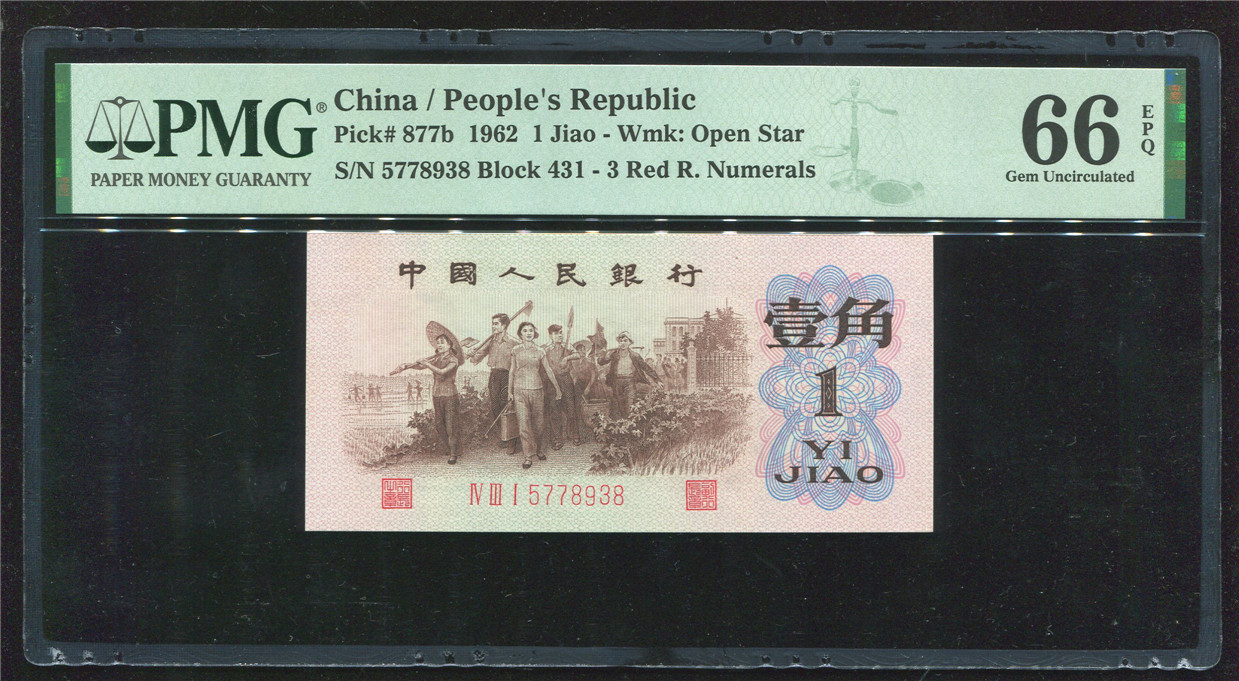 PMG®
PAPER MONEY GUARANTY
China / People's Republic
Pick# 877b 1962 1 Jiao - Wmk: Open Star
S/N 5778938 Block 431 - 3 Red R. Numerals
66
EPQ
Gem Uncirculated
中國人民銀行
壹角
1
YI
JIAO
Ⅳ Ⅲ Ⅰ 5778938